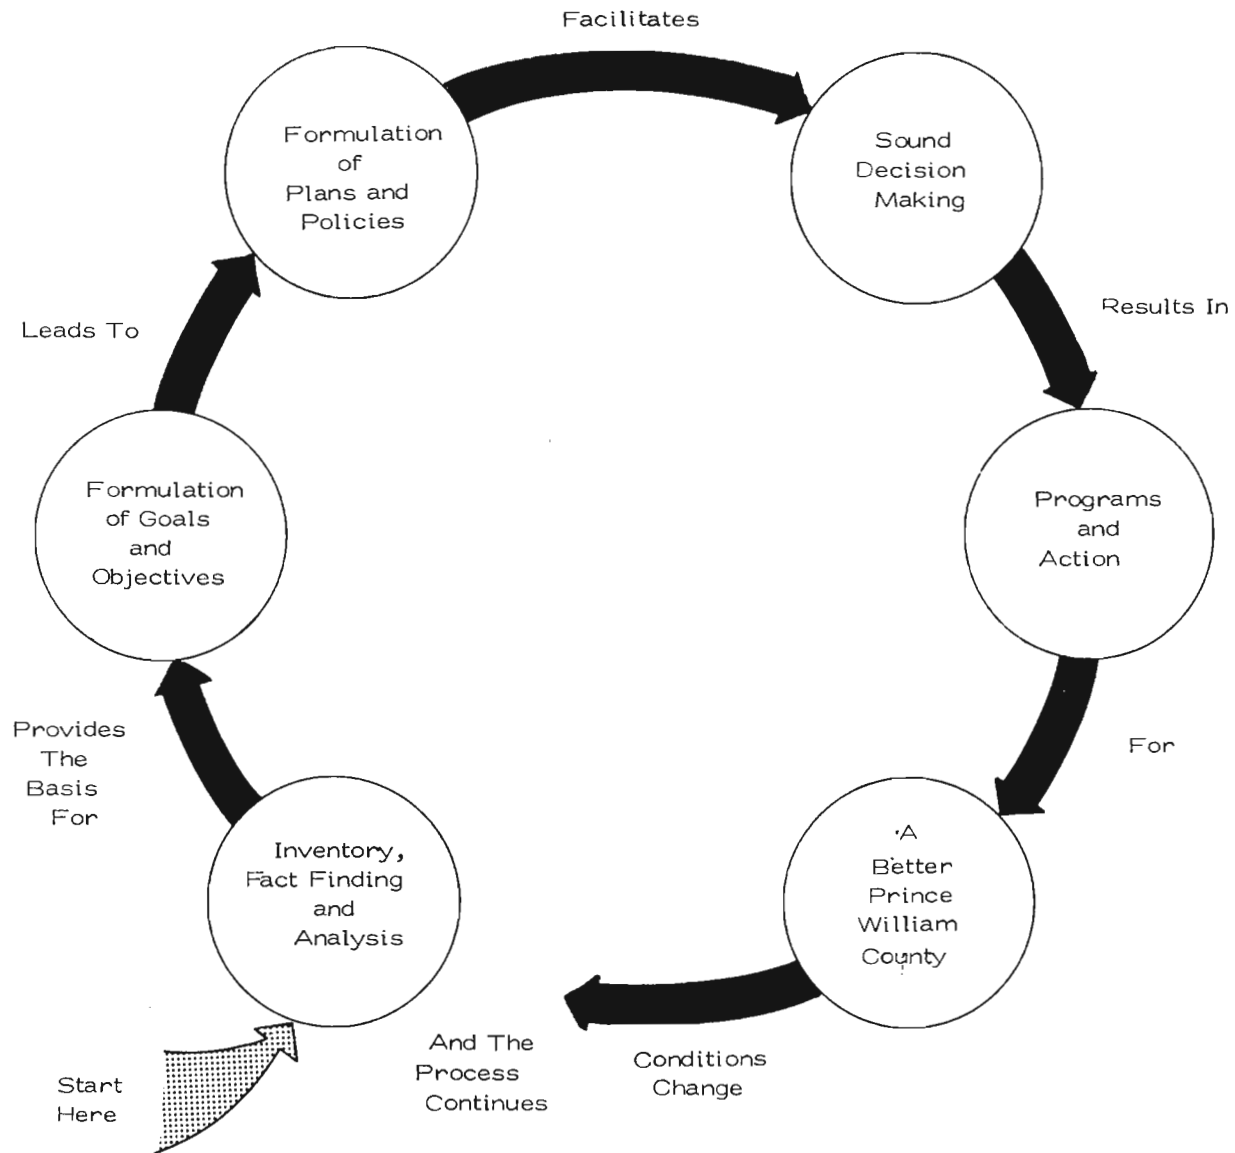 Facilitates
Formulation
of
Plans and
Policies
Sound
Decision
Making
Leads To
Results In
Formulation
of Goals
and
Objectives
Programs
and
Action
Provides
The
Basis
For
For
Inventory,
Fact Finding
and
Analysis
A
Better
Prince
William
County
Start
Here
And The
Process
Continues
Conditions
Change